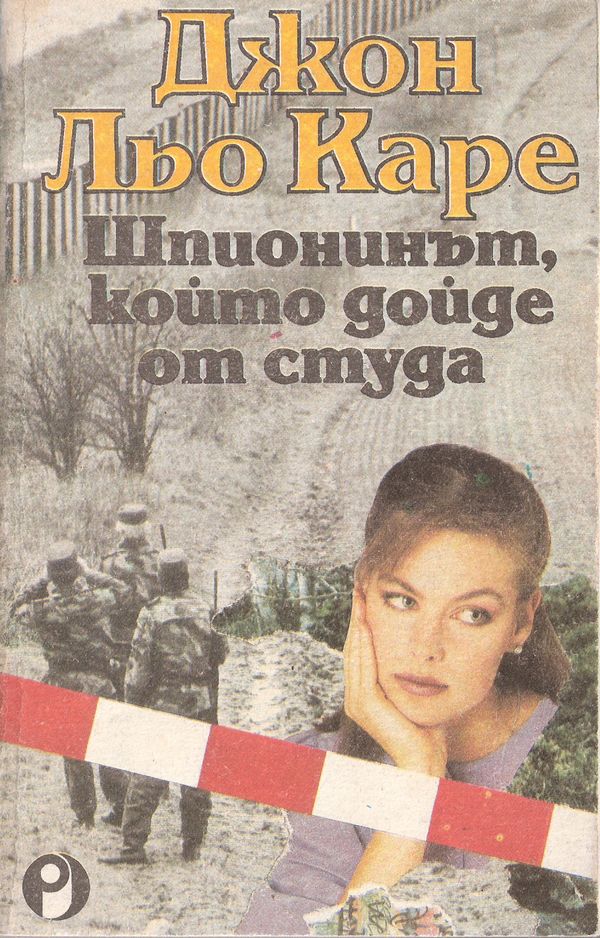 Джон
Льо Каре
Шпионинът,
който дойде
от студа